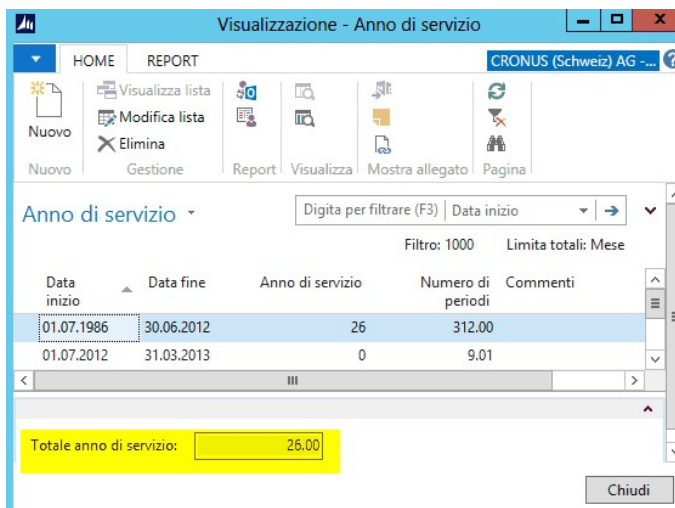 Visualizzazione - Anno di servizio
HOME REPORT CRONUS (Schweiz) AG -...
Visualizza lista
Modifica lista
Nuovo
Elimina
Nuovo Gestione Report Visualizza Mostra allegato Pagina
Anno di servizio Digita per filtrare (F3) Data inizio
Filtro: 1000 Limita totali: Mese
Data inizio Data fine Anno di servizio Numero di periodi Commenti
01.07.1986 30.06.2012 26 312.00
01.07.2012 31.03.2013 0 9.01
Totale anno di servizio: 26.00
Chiudi